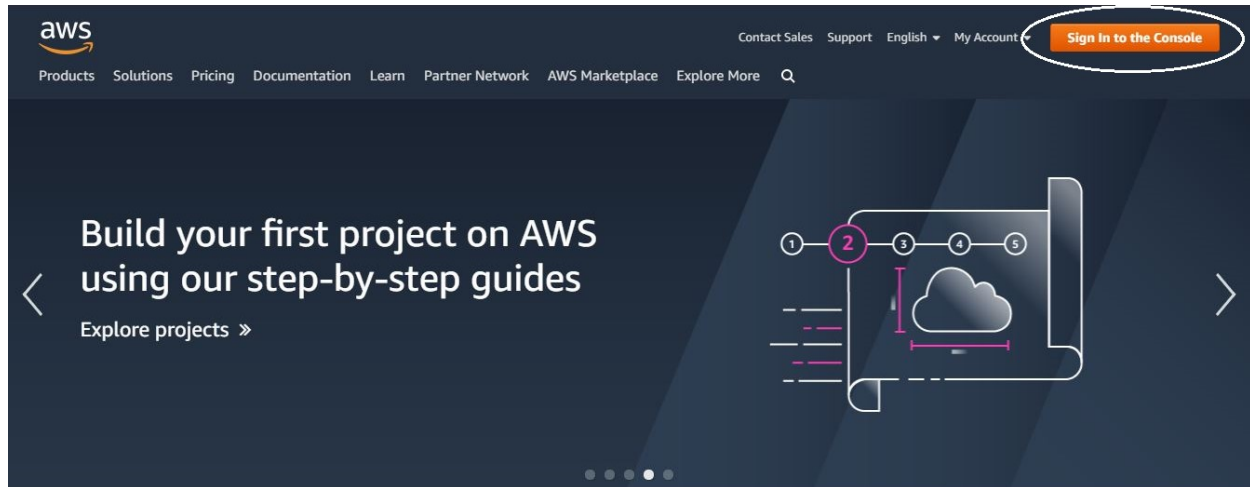 aws
Contact Sales Support English My Account Sign In to the Console
Products Solutions Pricing Documentation Learn Partner Network AWS Marketplace Explore More
Build your first project on AWS
using our step-by-step guides
Explore projects »
1 2 3 4 5